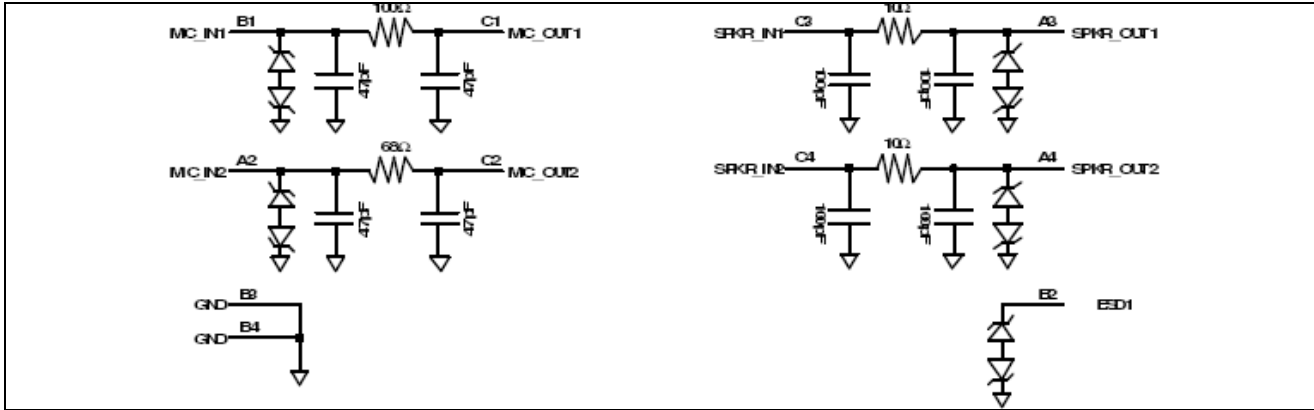 100Ω
B1
C1
MIC_IN1
MIC_OUT1
47pF
47pF
10Ω
C3
A3
SPKR_IN1
SPKR_OUT1
100pF
100pF
68Ω
A2
C2
MIC_IN2
MIC_OUT2
47pF
47pF
10Ω
C4
A4
SPKR_IN2
SPKR_OUT2
100pF
100pF
B3
GND
B4
GND
B2
ESD1